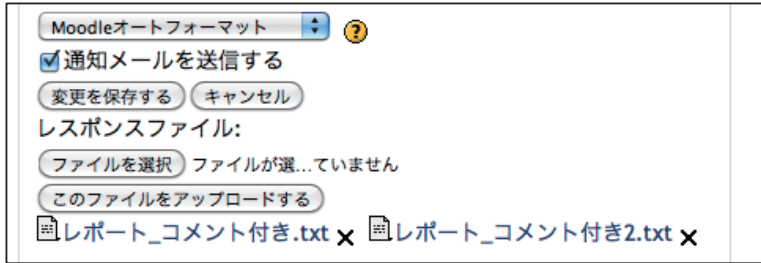 Moodleオートフォーマット ?
通知メールを送信する
変更を保存する キャンセル
レスポンスファイル:
ファイルを選択 ファイルが選...ていません
このファイルをアップロードする
レポート_コメント付き.txt x レポート_コメント付き2.txt x